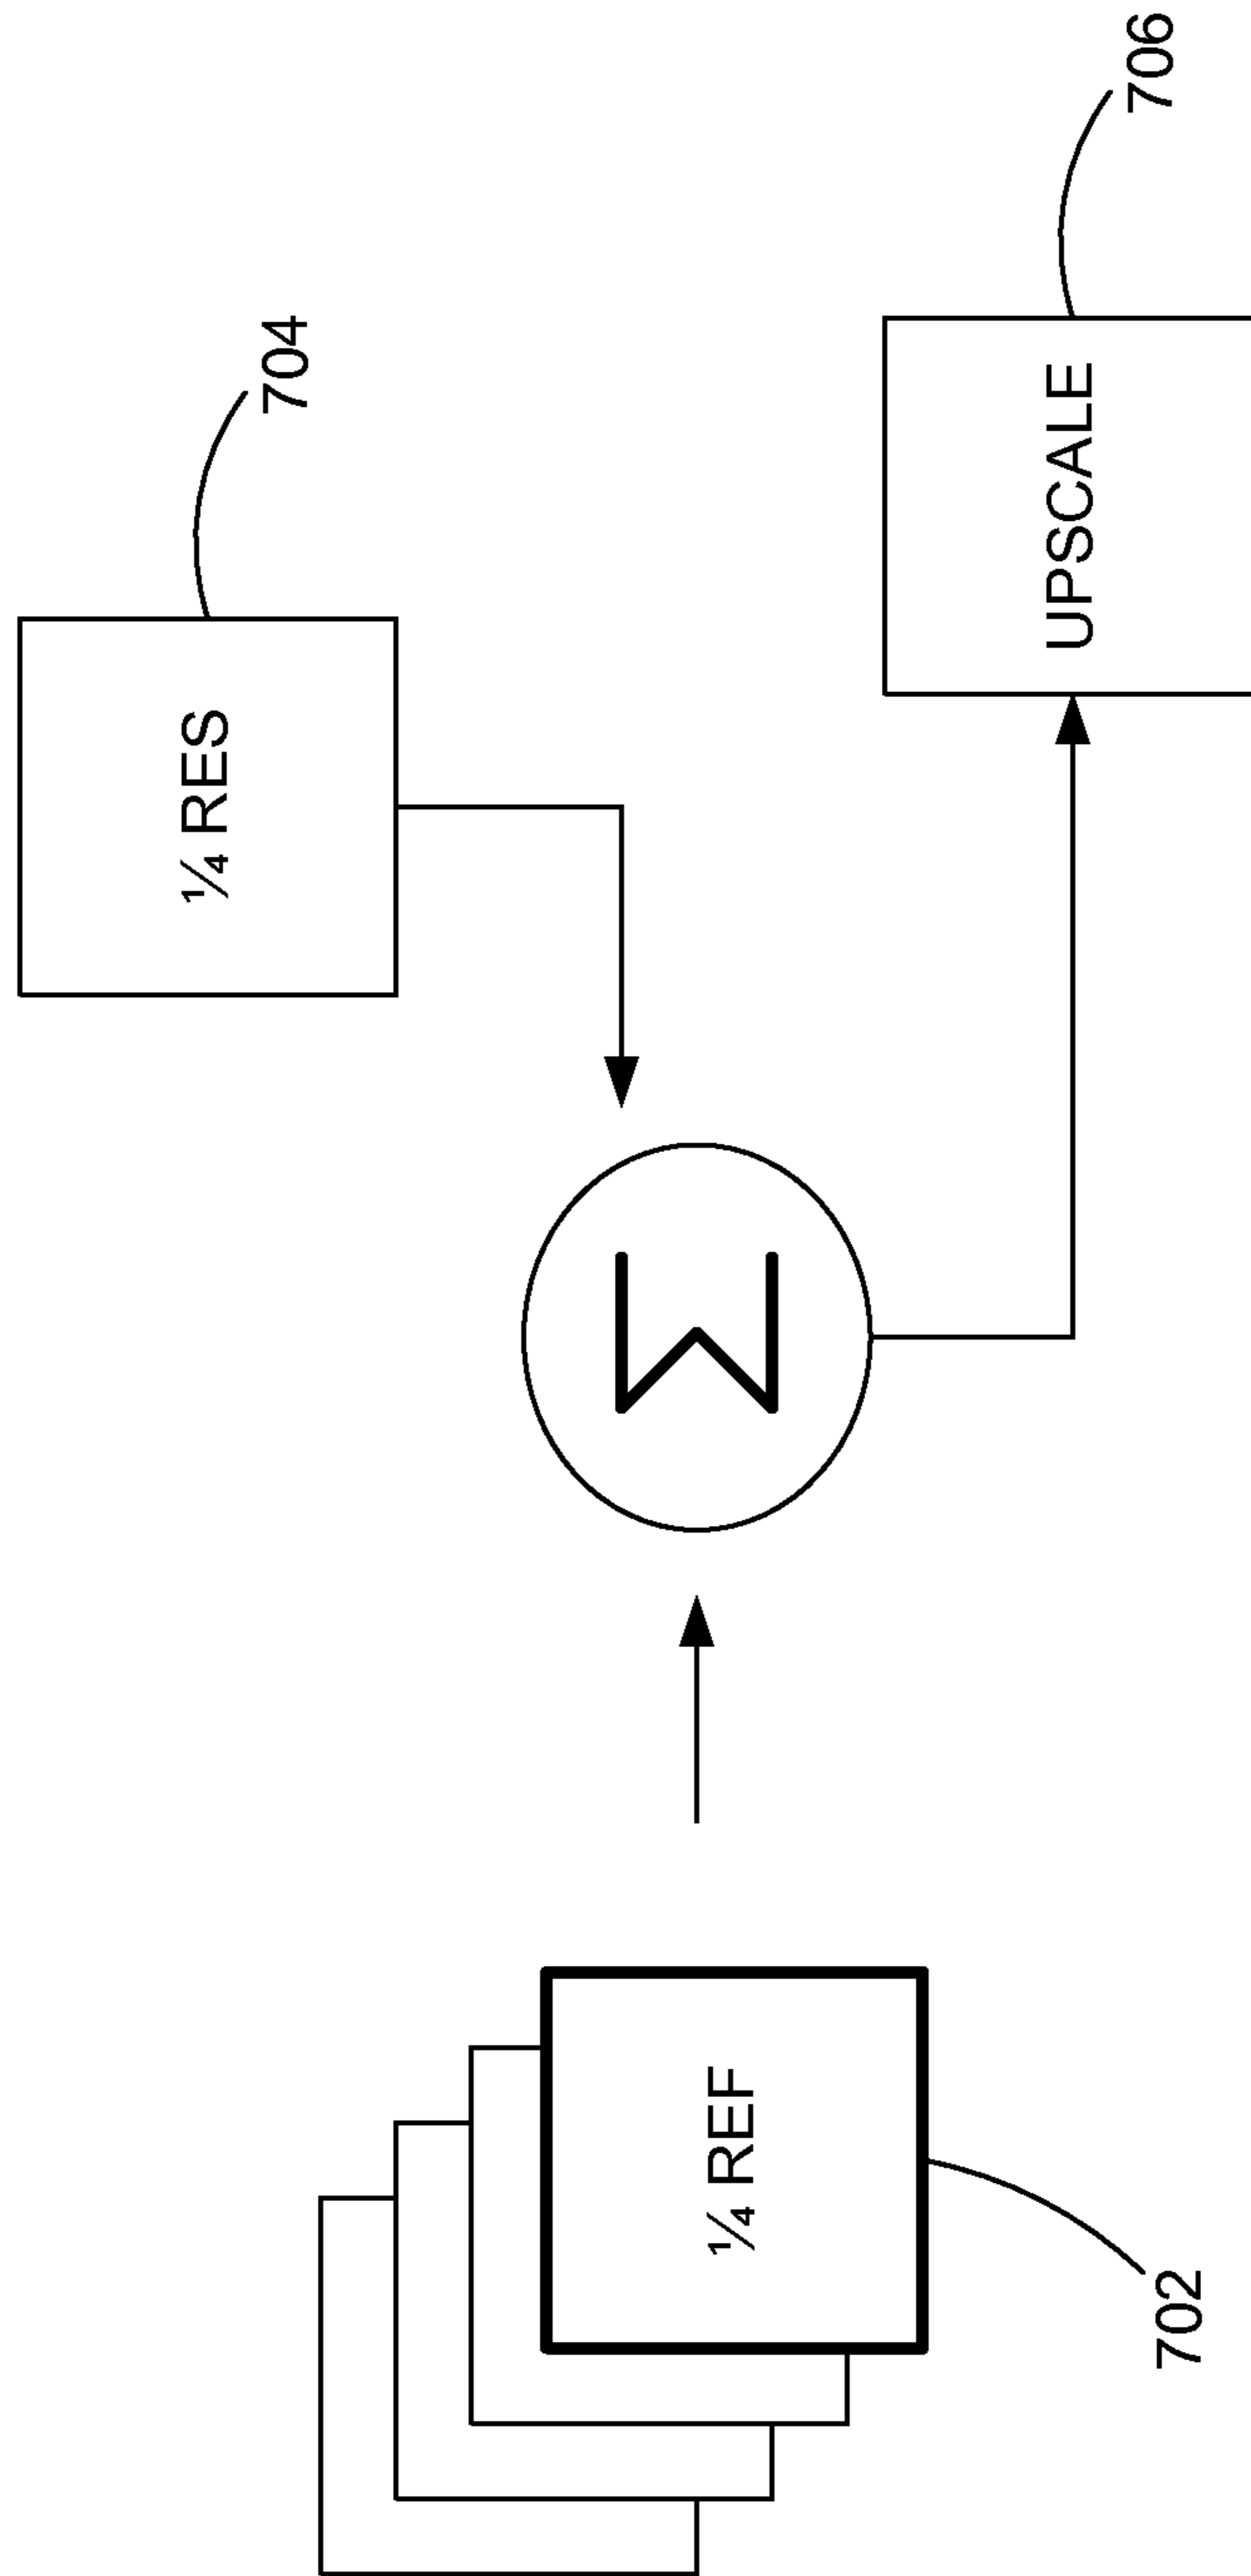 ¼ RES
704
Σ
¼ REF
702
UPSCALE
706